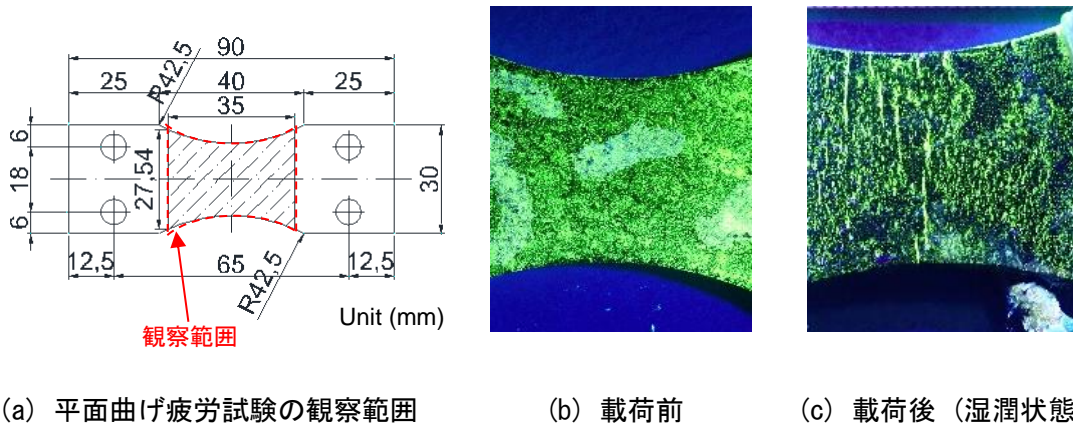 90
25 40 25
R42,5
35
6
18
6
27,54
30
12,5 65 12,5
R42,5
Unit (mm)
観察範囲
(a) 平面曲げ疲労試験の観察範囲
(b) 載荷前
(c) 載荷後 (湿潤状態